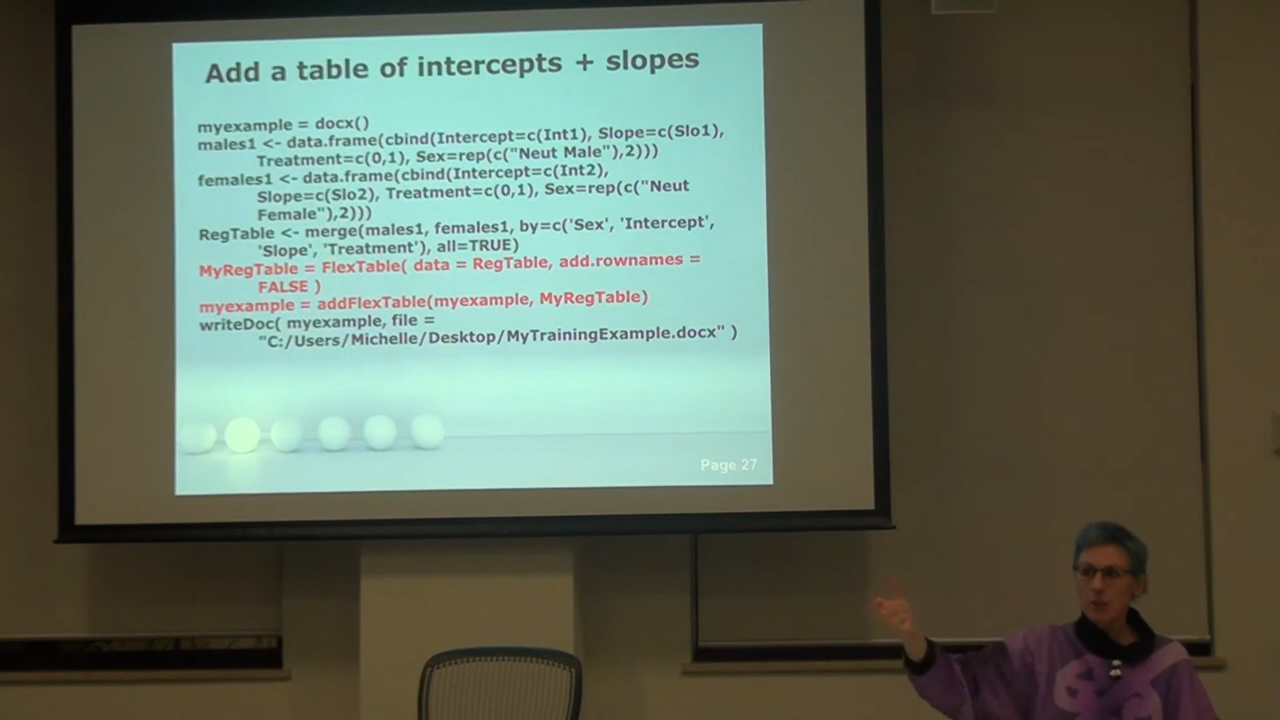 Add a table of intercepts + slopes
myexample = docx()
males1 <- data.frame(cbind(Intercept=c(Int1), Slope=c(Slo1),
Treatment=c(0,1), Sex=rep(c("Neut Male"),2)))
females1 <- data.frame(cbind(Intercept=c(Int2),
Slope=c(Slo2), Treatment=c(0,1), Sex=rep(c("Neut
Female"),2)))
RegTable <- merge(males1, females1, by=c('Sex', 'Intercept',
'Slope', 'Treatment'), all=TRUE)
MyRegTable = FlexTable( data = RegTable, add.rownames =
FALSE )
myexample = addFlexTable(myexample, MyRegTable)
writeDoc( myexample, file =
"C:/Users/Michelle/Desktop/MyTrainingExample.docx" )
Page 27